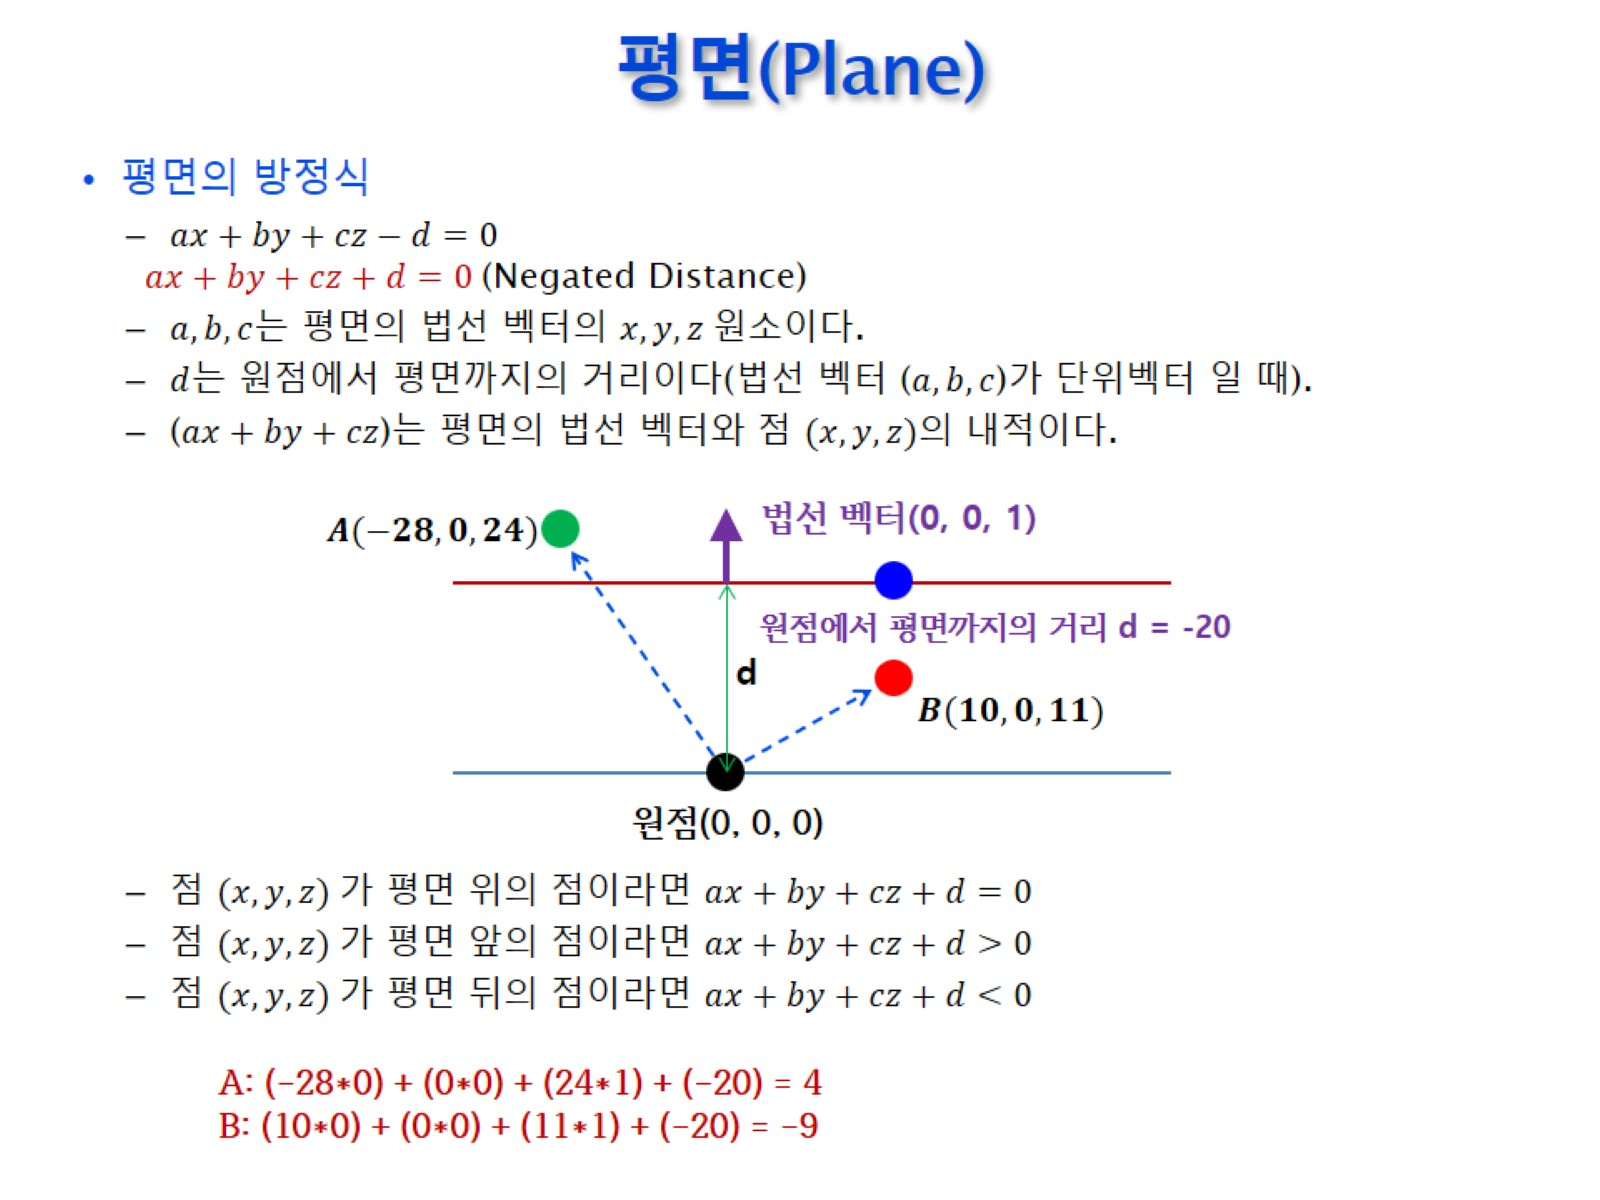 평면(Plane)
• 평면의 방정식
– ax + by + cz − d = 0
ax + by + cz + d = 0 (Negated Distance)
– a, b, c는 평면의 법선 벡터의 x, y, z 원소이다.
– d는 원점에서 평면까지의 거리이다(법선 벡터 (a, b, c)가 단위벡터 일 때).
– (ax + by + cz)는 평면의 법선 벡터와 점 (x, y, z)의 내적이다.
법선 벡터(0, 0, 1)
A(−28, 0, 24)
원점에서 평면까지의 거리 d = -20
d
B(10, 0, 11)
원점(0, 0, 0)
– 점 (x, y, z) 가 평면 위의 점이라면 ax + by + cz + d = 0
– 점 (x, y, z) 가 평면 앞의 점이라면 ax + by + cz + d > 0
– 점 (x, y, z) 가 평면 뒤의 점이라면 ax + by + cz + d < 0
A: (-28*0) + (0*0) + (24*1) + (-20) = 4
B: (10*0) + (0*0) + (11*1) + (-20) = -9